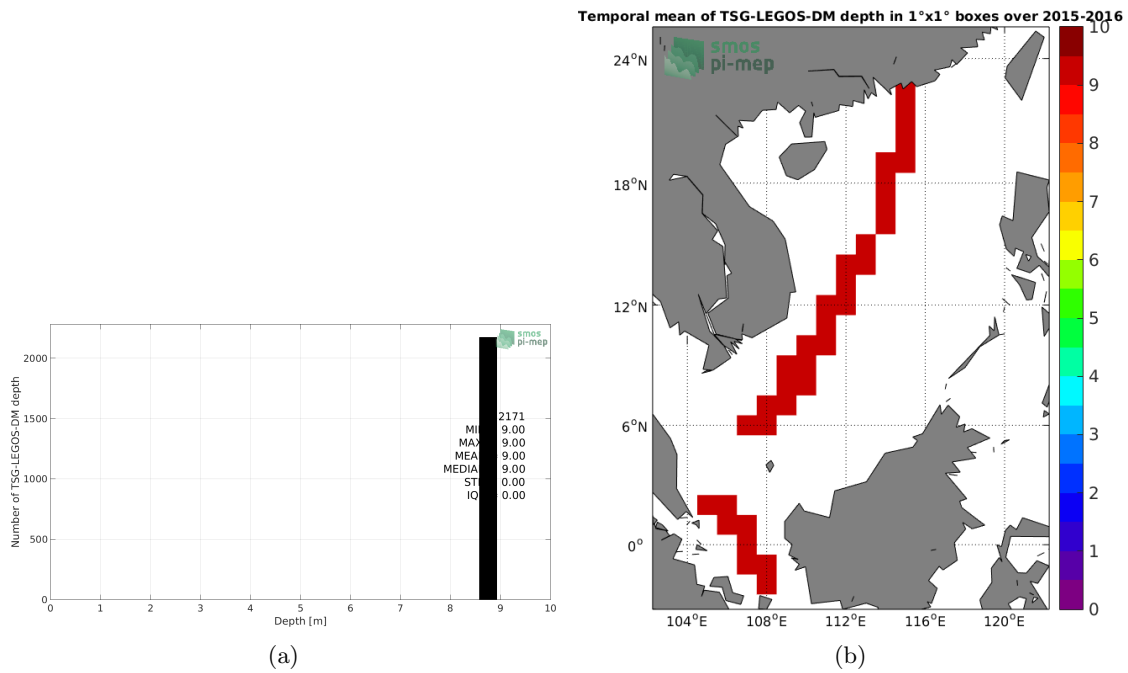 Temporal mean of TSG-LEGOS-DM depth in 1°x1° boxes over 2015-2016
smos
pi-mep
24°N
18°N
12°N
6°N
0°
104°E 108°E 112°E 116°E 120°E
10
9
8
7
6
5
4
3
2
1
0
smos
pi-mep
Number of TSG-LEGOS-DM depth
2000
1500
1000
500
0
2171
9.00
9.00
9.00
9.00
0.00
0.00
0 1 2 3 4 5 6 7 8 9 10
Depth [m]
(a)
(b)